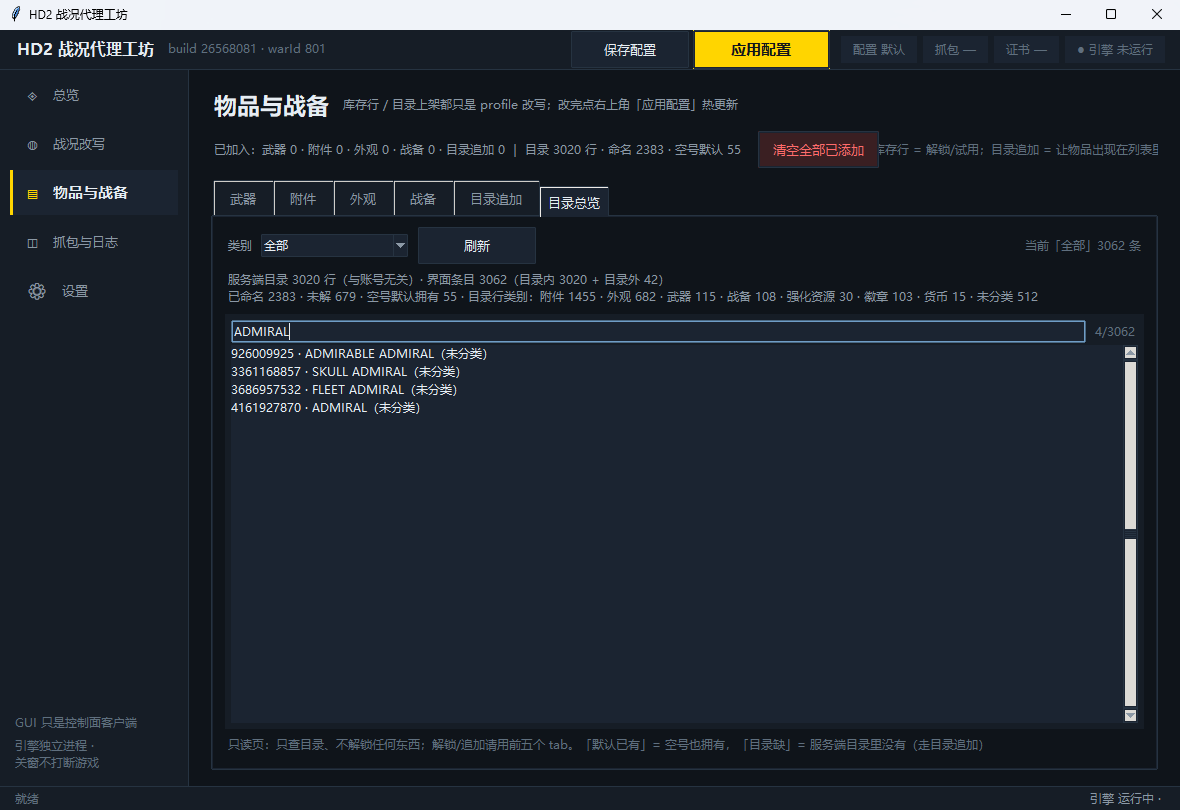 HD2 战况代理工坊
HD2 战况代理工坊 build 26568081 · warId 801 保存配置 应用配置 配置 默认 抓包 — 证书 — ● 引擎 未运行
总览
战况改写
物品与战备
抓包与日志
设置
物品与战备 库存行 / 目录上架都只是 profile 改写；改完点右上角「应用配置」热更新
已加入：武器 0 · 附件 0 · 外观 0 · 战备 0 · 目录追加 0 | 目录 3020 行 · 命名 2383 · 空号默认 55 清空全部已添加 库存行 = 解锁/试用；目录追加 = 让物品出现在列表里
武器 附件 外观 战备 目录追加 目录总览
类别 全部 刷新 当前「全部」3062 条
服务端目录 3020 行（与账号无关）· 界面条目 3062（目录内 3020 + 目录外 42）
已命名 2383 · 未解 679 · 空号默认拥有 55 · 目录行类别：附件 1455 · 外观 682 · 武器 115 · 战备 108 · 强化资源 30 · 徽章 103 · 货币 15 · 未分类 512
ADMIRAL 4/3062
926009925 · ADMIRABLE ADMIRAL（未分类）
3361168857 · SKULL ADMIRAL（未分类）
3686957532 · FLEET ADMIRAL（未分类）
4161927870 · ADMIRAL（未分类）
只读页：只查目录、不解锁任何东西；解锁/追加请用前五个 tab。「默认已有」= 空号也拥有，「目录缺」= 服务端目录里没有（走目录追加）
GUI 只是控制面客户端
引擎独立进程 ·
关窗不打断游戏
就绪 引擎 运行中 ·